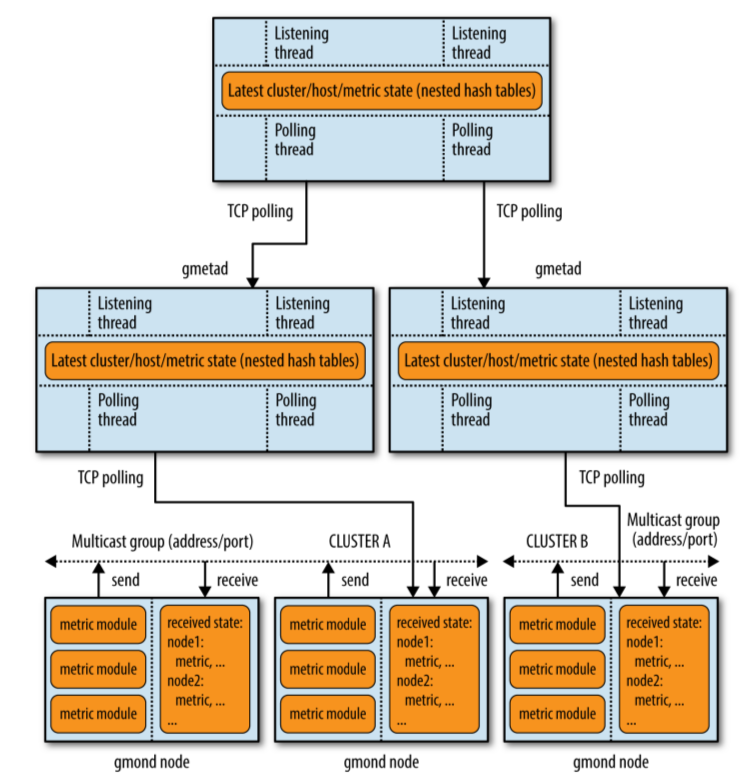 Listening thread
Listening thread
Latest cluster/host/metric state (nested hash tables)
Polling thread
Polling thread
TCP polling
TCP polling
gmetad
gmetad
Listening thread
Listening thread
Latest cluster/host/metric state (nested hash tables)
Polling thread
Polling thread
Listening thread
Listening thread
Latest cluster/host/metric state (nested hash tables)
Polling thread
Polling thread
TCP polling
TCP polling
Multicast group (address/port)
CLUSTER A
CLUSTER B
Multicast group
(address/port)
send
receive
send
receive
send
receive
metric module
metric module
metric module
received state:
node1:
metric, ...
node2:
metric, ...
...
metric module
metric module
metric module
received state:
node1:
metric, ...
node2:
metric, ...
...
metric module
metric module
metric module
received state:
node1:
metric, ...
node2:
metric, ...
...
gmond node
gmond node
gmond node